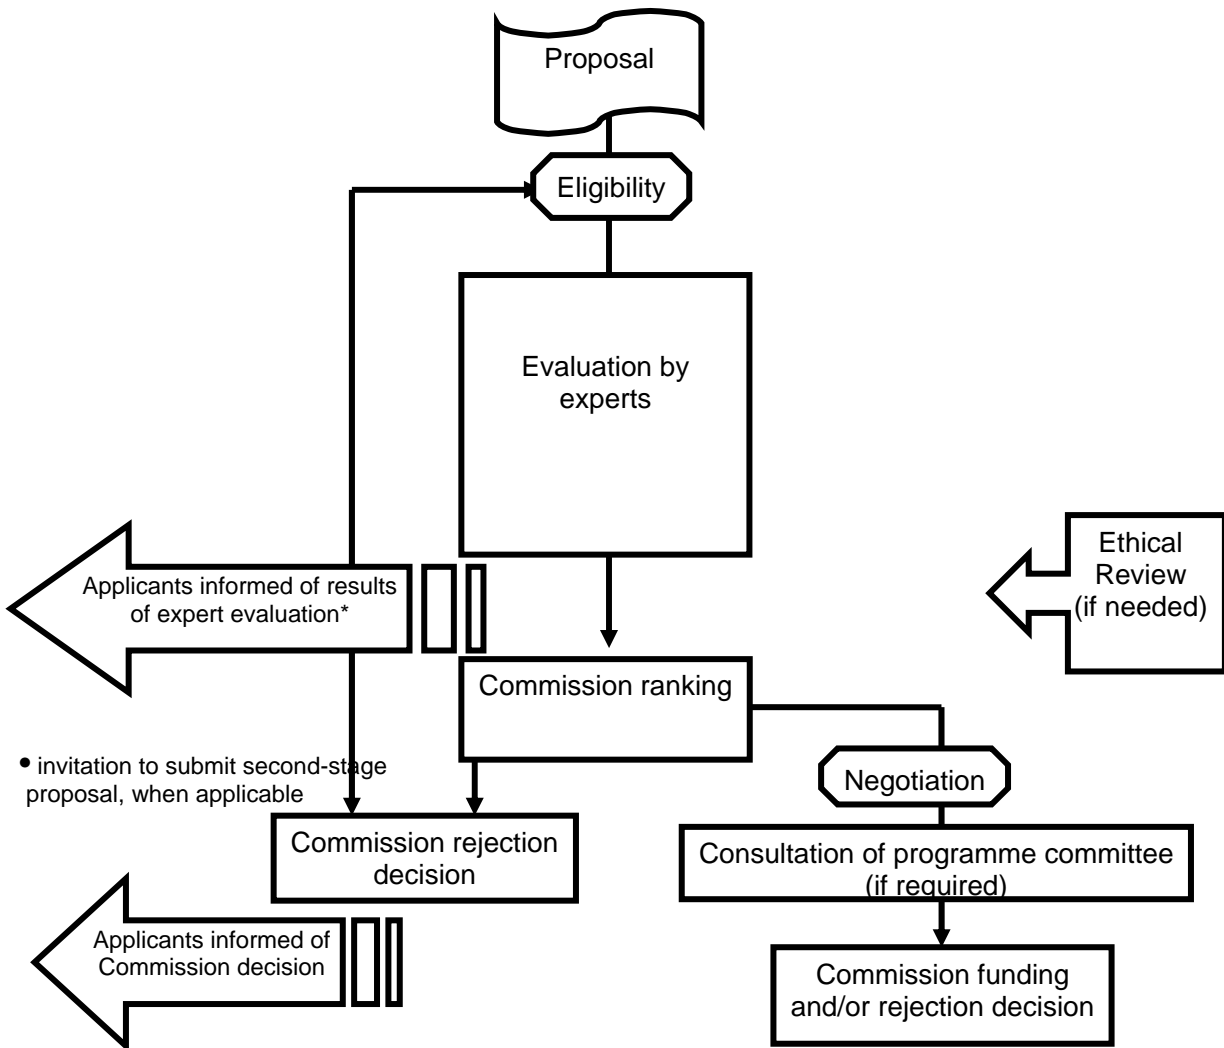 Proposal
Eligibility
Evaluation by
experts
Applicants informed of results
of expert evaluation*
Ethical
Review
(if needed)
Commission ranking
• invitation to submit second-stage
proposal, when applicable
Negotiation
Commission rejection
decision
Consultation of programme committee
(if required)
Applicants informed of
Commission decision
Commission funding
and/or rejection decision